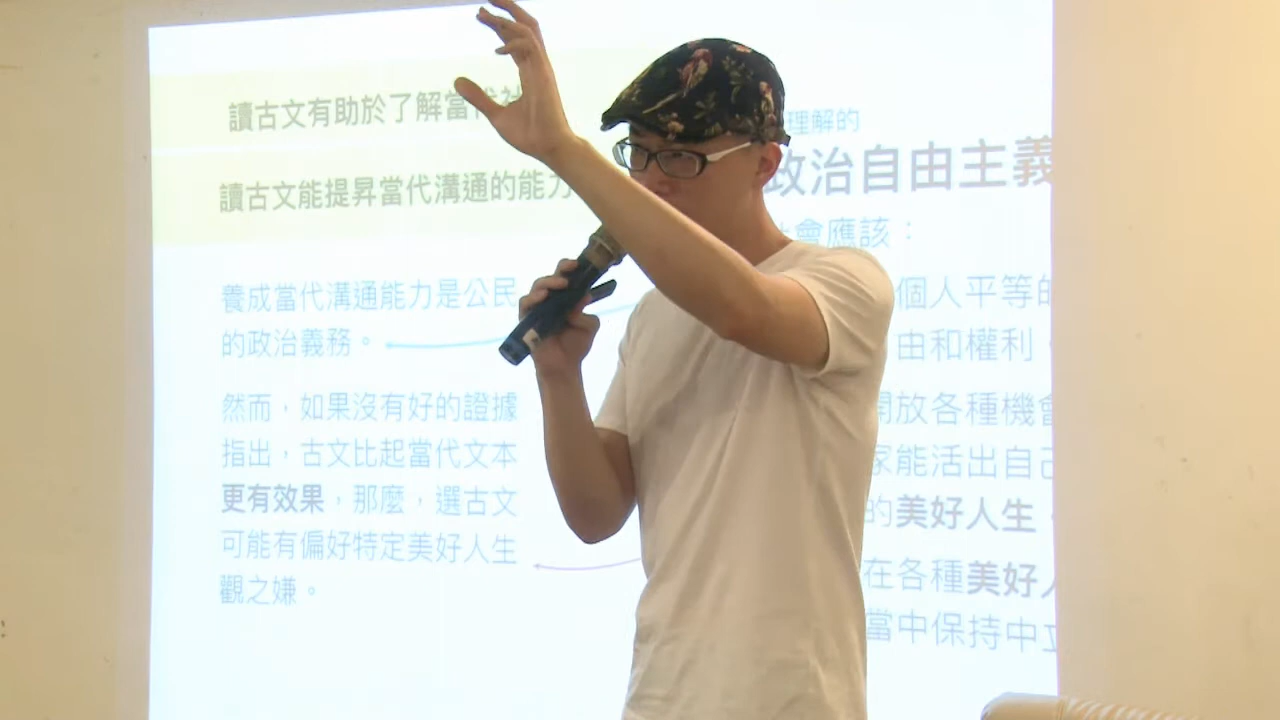 讀古文有助於了解當代社
讀古文能提昇當代溝通的能力
養成當代溝通能力是公民
的政治義務。
然而，如果沒有好的證據
指出，古文比起當代文本
更有效果，那麼，選古文
可能有偏好特定美好人生
觀之嫌。
理解的
政治自由主義
會應該：
個人平等的
由和權利
開放各種機會
家能活出自己
的美好人生
在各種美好人
當中保持中立